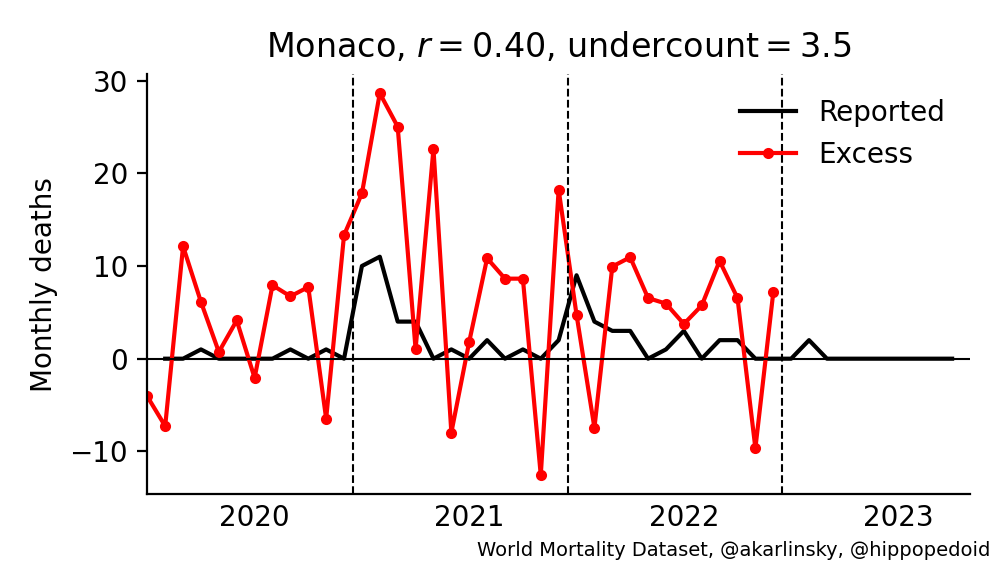 Monaco, r = 0.40, undercount = 3.5
Monthly deaths
30
20
10
0
−10
Reported
Excess
2020 2021 2022 2023
World Mortality Dataset, @akarlinsky, @hippopedoid